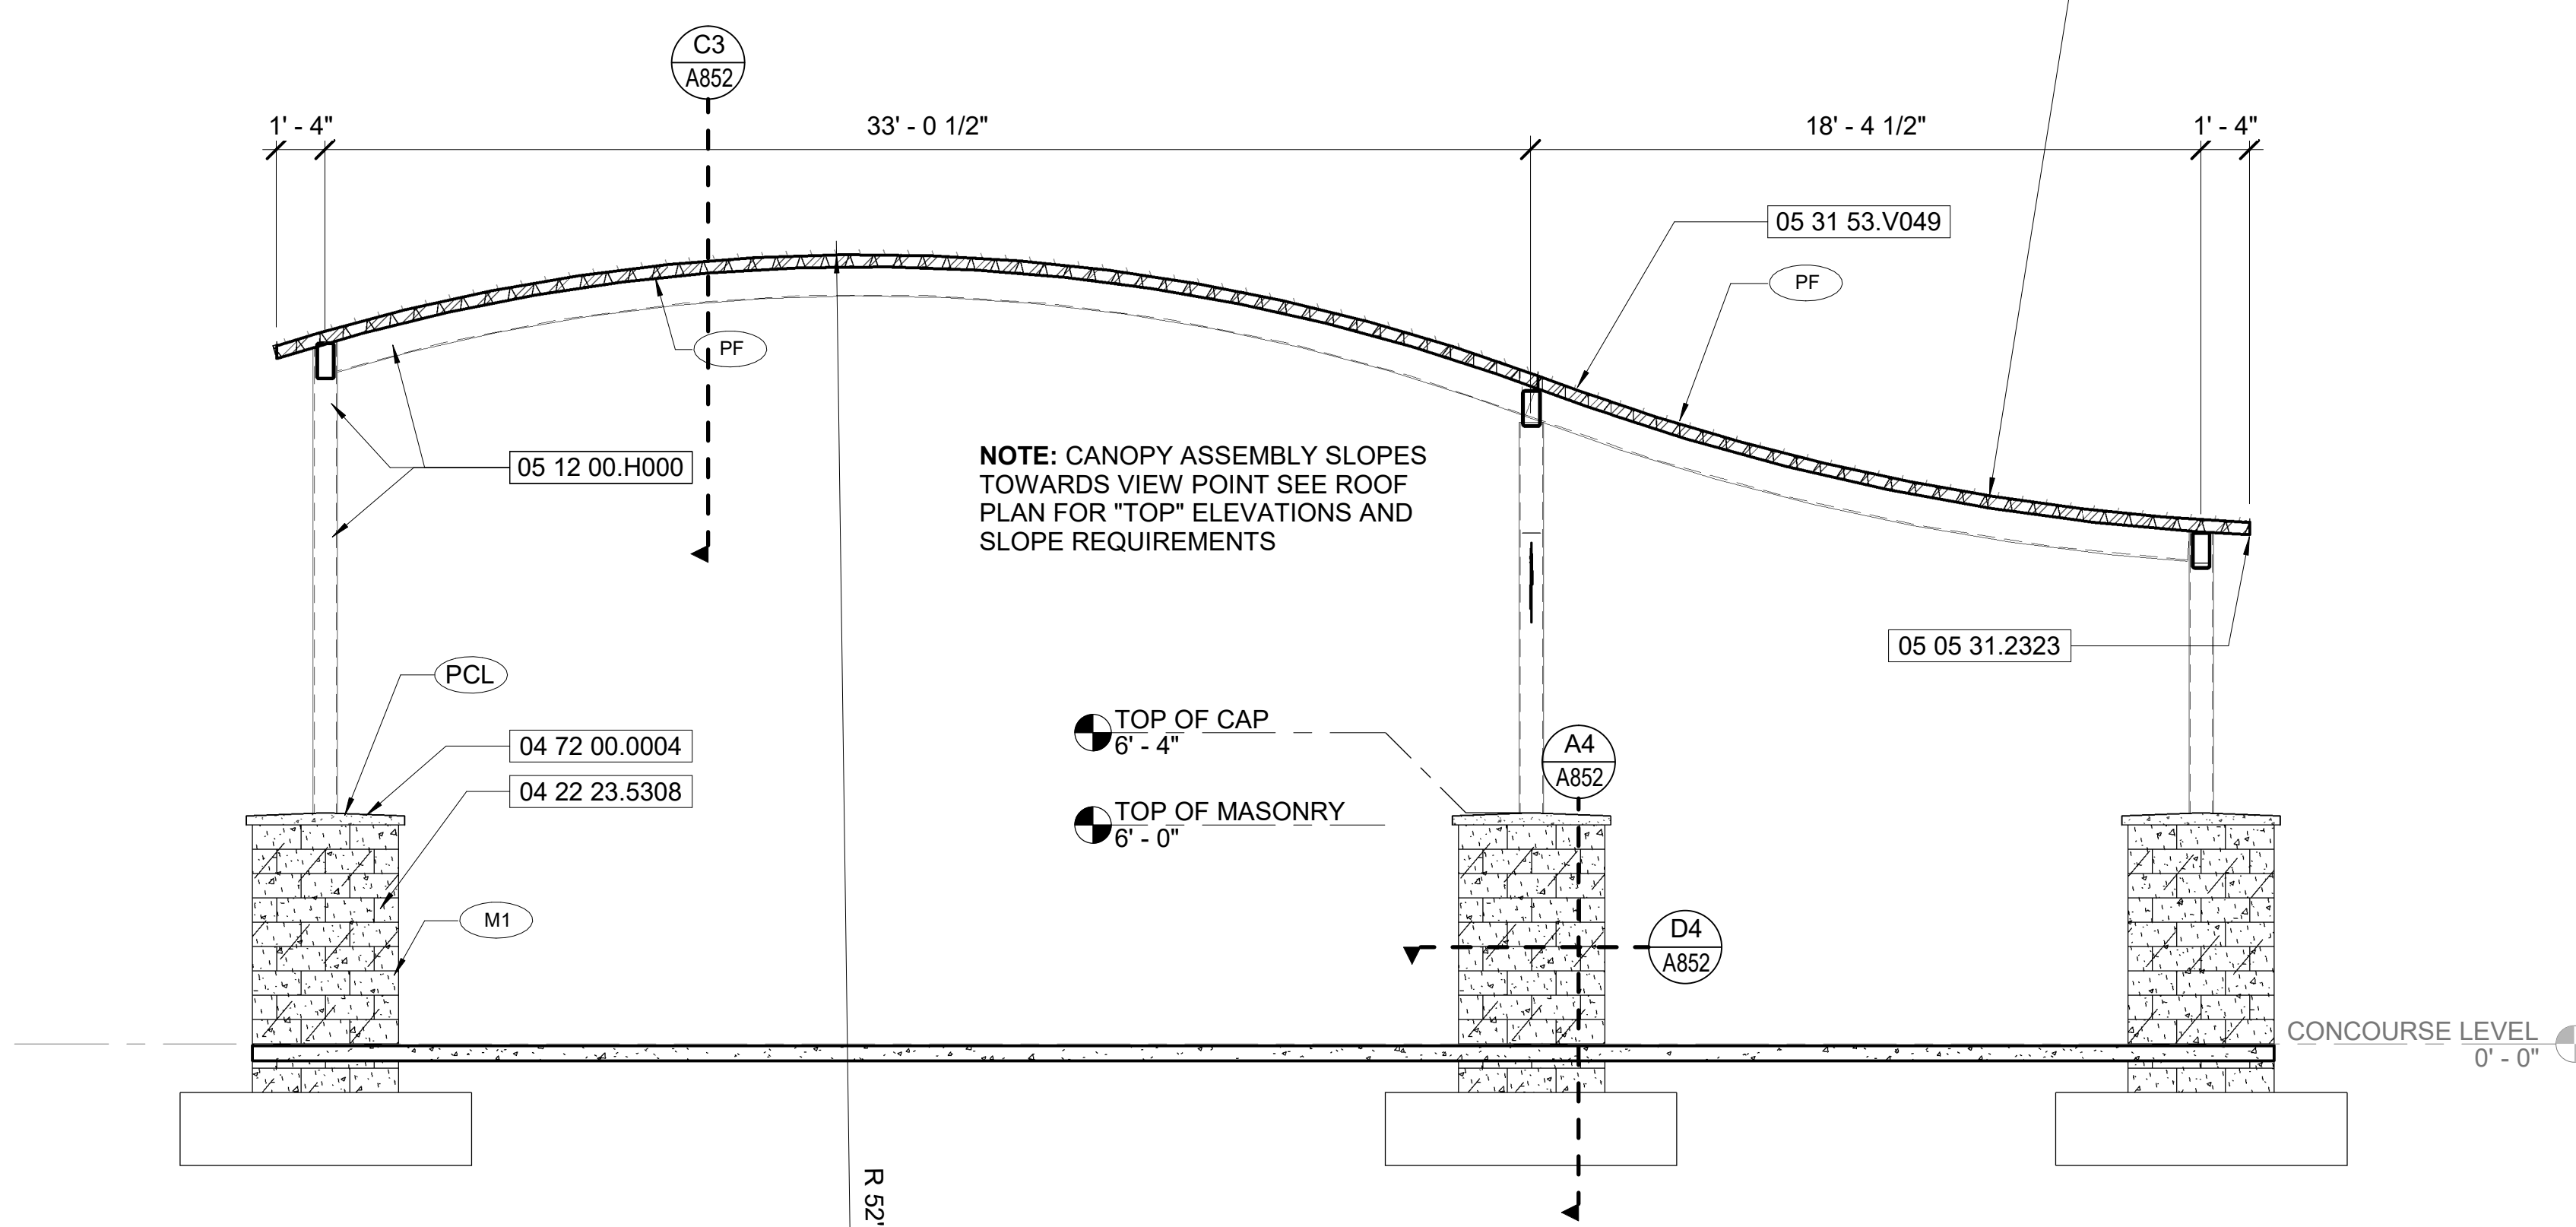 C3
A852
1' - 4"
33' - 0 1/2"
18' - 4 1/2"
1' - 4"
05 31 53.V049
PF
PF
05 12 00.H000
NOTE: CANOPY ASSEMBLY SLOPES
TOWARDS VIEW POINT SEE ROOF
PLAN FOR "TOP" ELEVATIONS AND
SLOPE REQUIREMENTS
05 05 31.2323
PCL
TOP OF CAP
6' - 4"
A4
A852
04 72 00.0004
04 22 23.5308
TOP OF MASONRY
6' - 0"
M1
D4
A852
CONCOURSE LEVEL
0' - 0"
R 52'